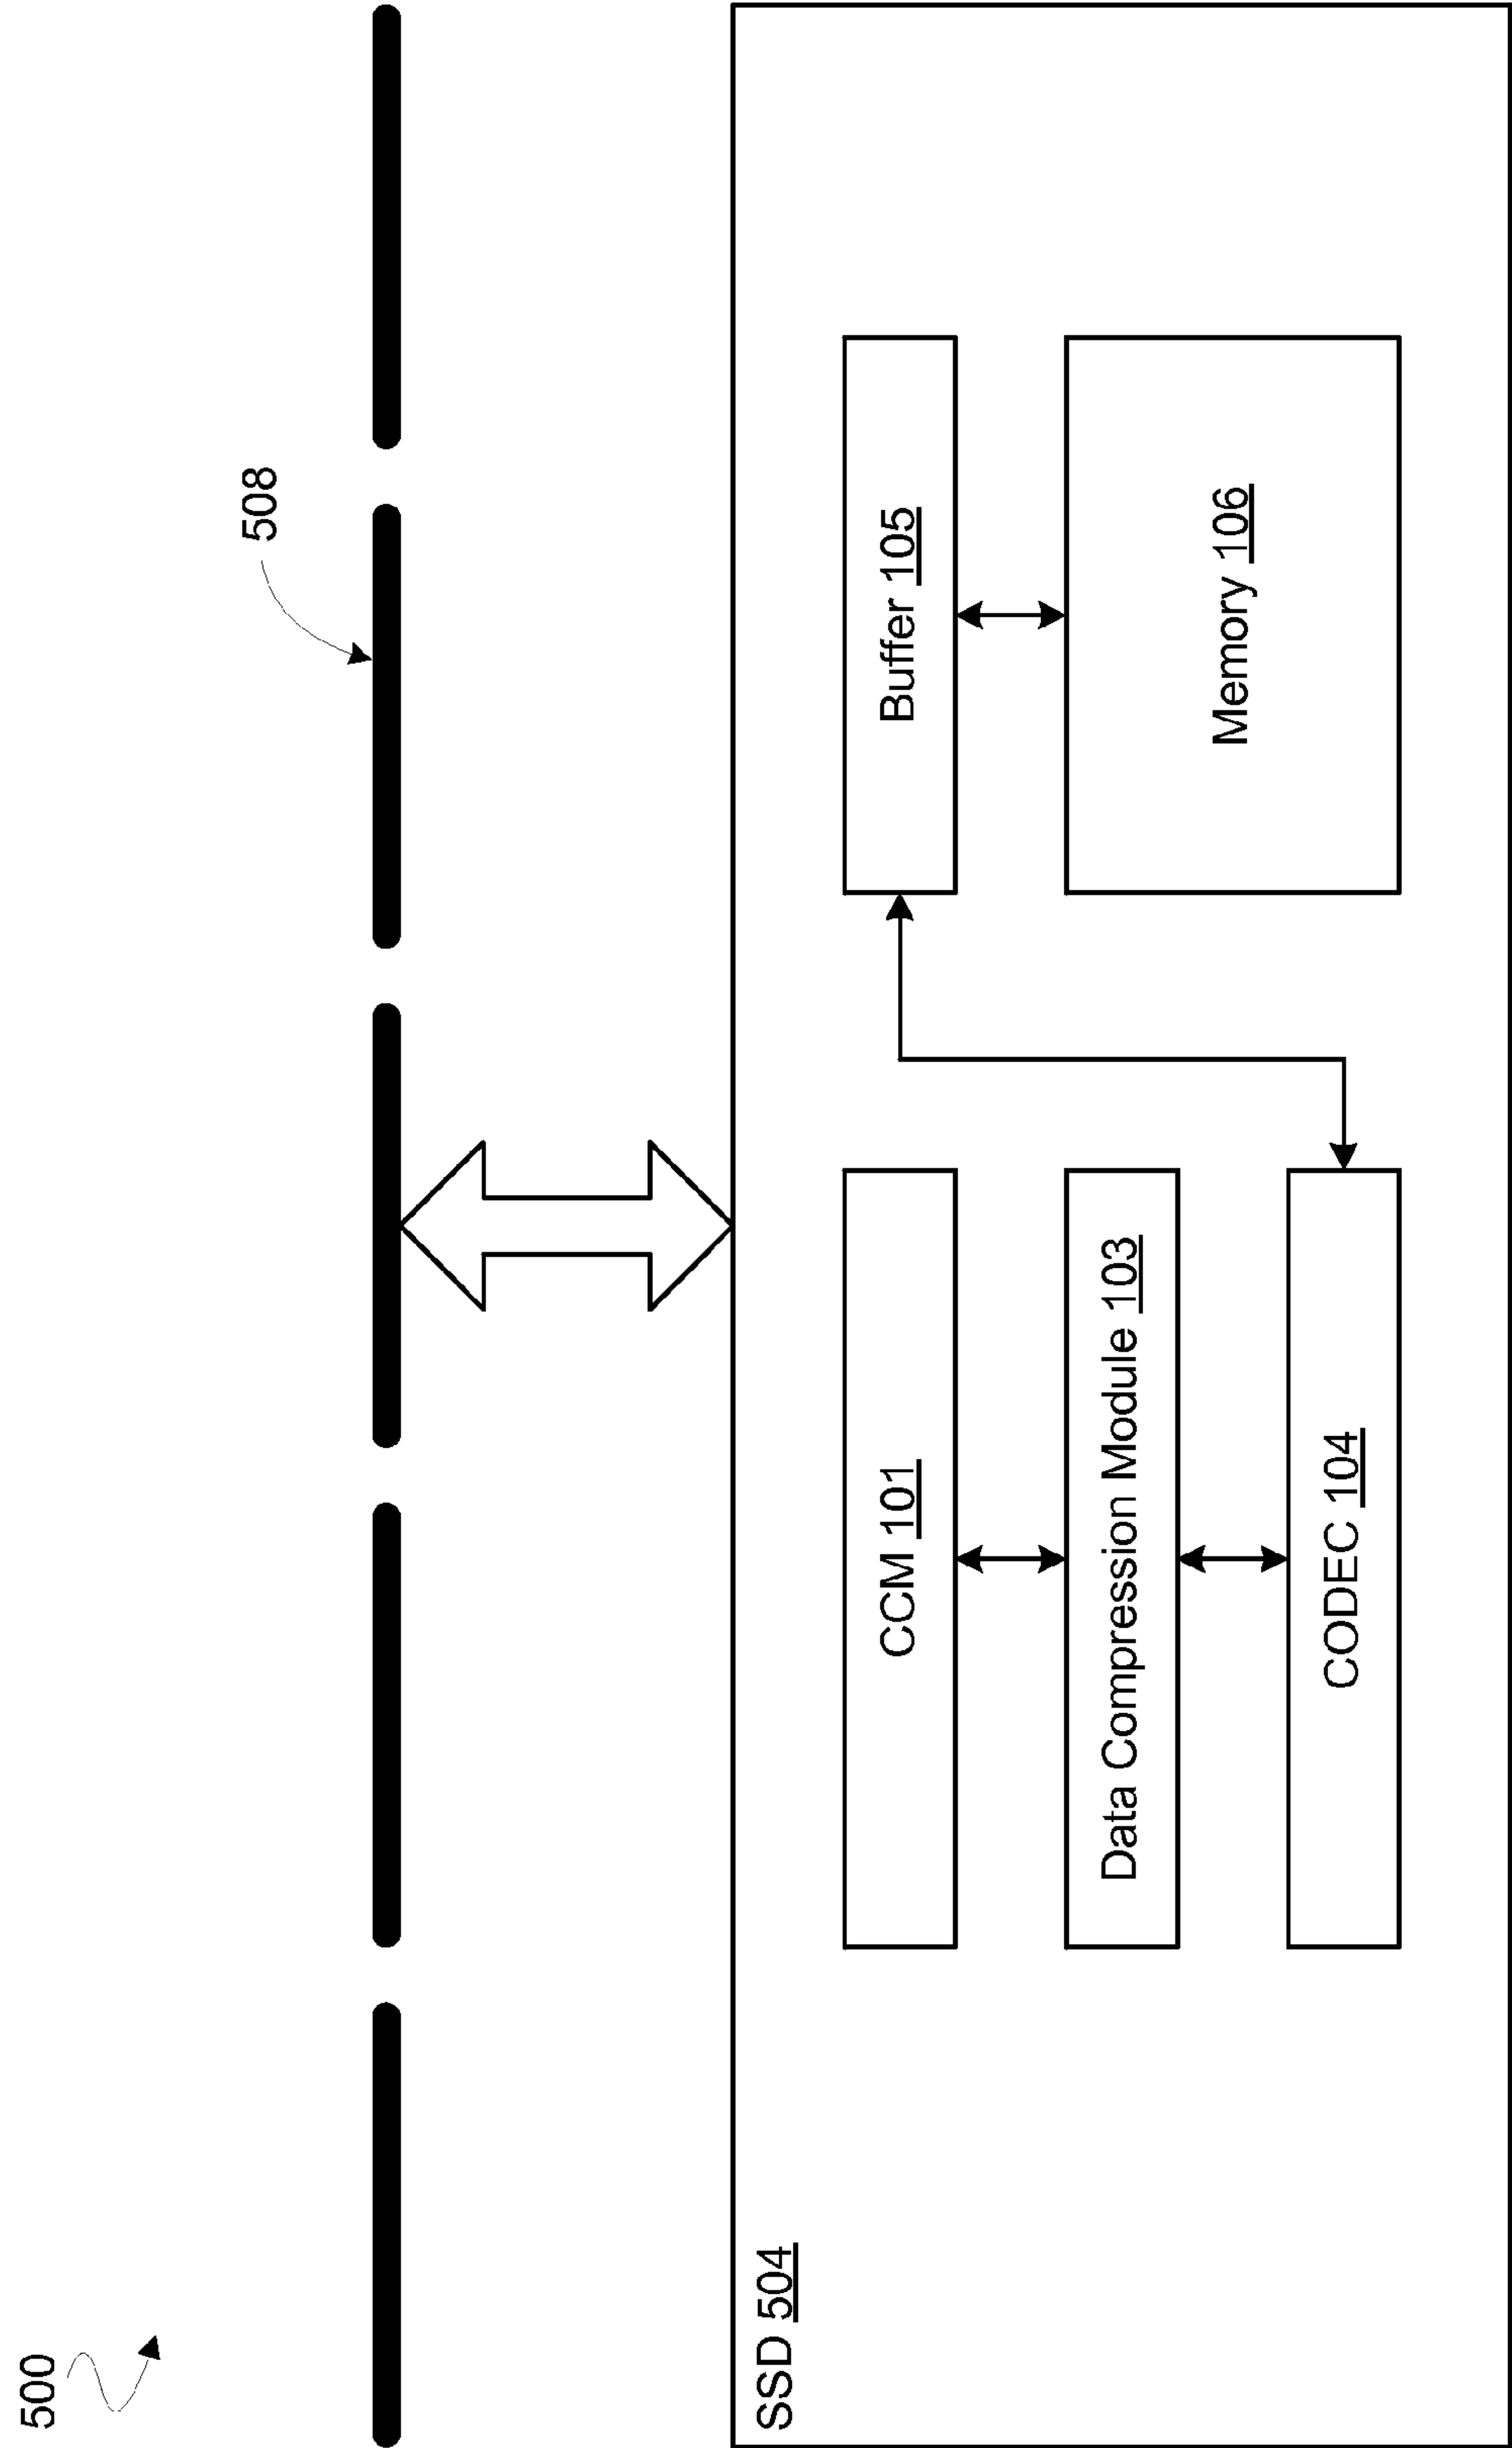 500
508
SSD 504
CCM 101
Data Compression Module 103
CODEC 104
Buffer 105
Memory 106